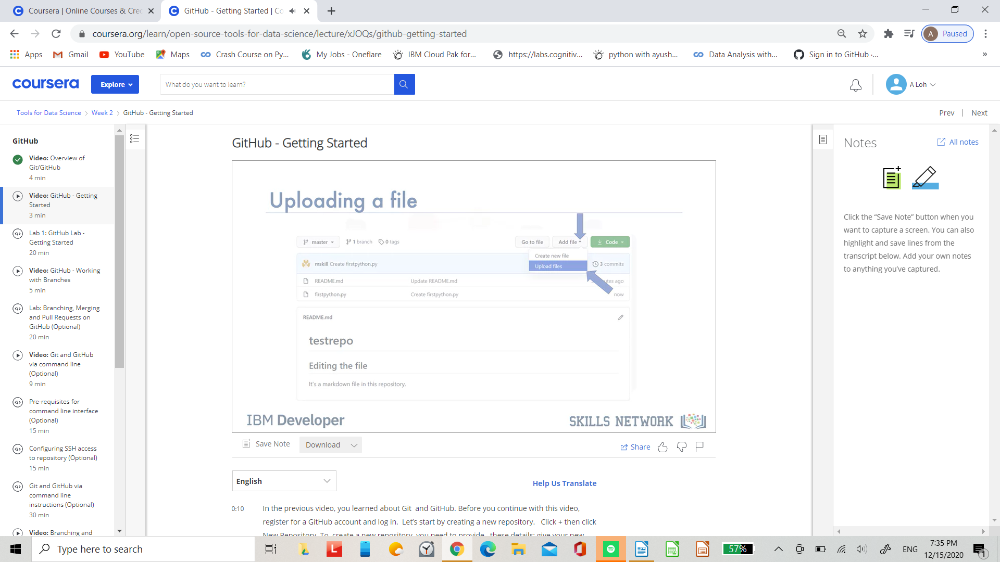 Coursera | Online Courses & Cre
GitHub - Getting Started | Co
coursera.org/learn/open-source-tools-for-data-science/lecture/xJOQs/github-getting-started
A Paused
Apps
Gmail
YouTube
Maps
Crash Course on Py...
My Jobs - Oneflare
IBM Cloud Pak for...
https://labs.cognitiv...
python with ayush...
Data Analysis with...
Sign in to GitHub ·...
»
coursera
Explore
What do you want to learn?
A Loh
Tools for Data Science > Week 2 > GitHub - Getting Started
Prev | Next
GitHub
Video: Overview of
Git/GitHub
4 min
Video: GitHub - Getting
Started
3 min
Lab 1: GitHub Lab -
Getting Started
20 min
Video: GitHub - Working
with Branches
5 min
Lab: Branching, Merging
and Pull Requests on
GitHub (Optional)
20 min
Video: Git and GitHub
via command line
(Optional)
9 min
Pre-requisites for
command line interface
(Optional)
15 min
Configuring SSH access
to repository (Optional)
15 min
Git and GitHub via
command line
instructions (Optional)
30 min
Video: Branching and
GitHub - Getting Started
Uploading a file
master
1 branch
0 tags
Go to file
Add file
Code
Create new file
Upload files
mskill Create firstpython.py
3 commits
README.md
Update README.md
utes ago
firstpython.py
Create firstpython.py
now
README.md
testrepo
Editing the file
It's a markdown file in this repository.
IBM Developer
SKILLS NETWORK
Save Note
Download
Share
English
Help Us Translate
0:10
In the previous video, you learned about Git and GitHub. Before you continue with this video,
register for a GitHub account and log in. Let's start by creating a new repository. Click + then click
New Repository. To create a new repository, you need to provide these details: give your new
Notes
All notes
Click the “Save Note” button when you
want to capture a screen. You can also
highlight and save lines from the
transcript below. Add your own notes
to anything you’ve captured.
Type here to search
L
57%
ENG
7:35 PM
12/15/2020
1